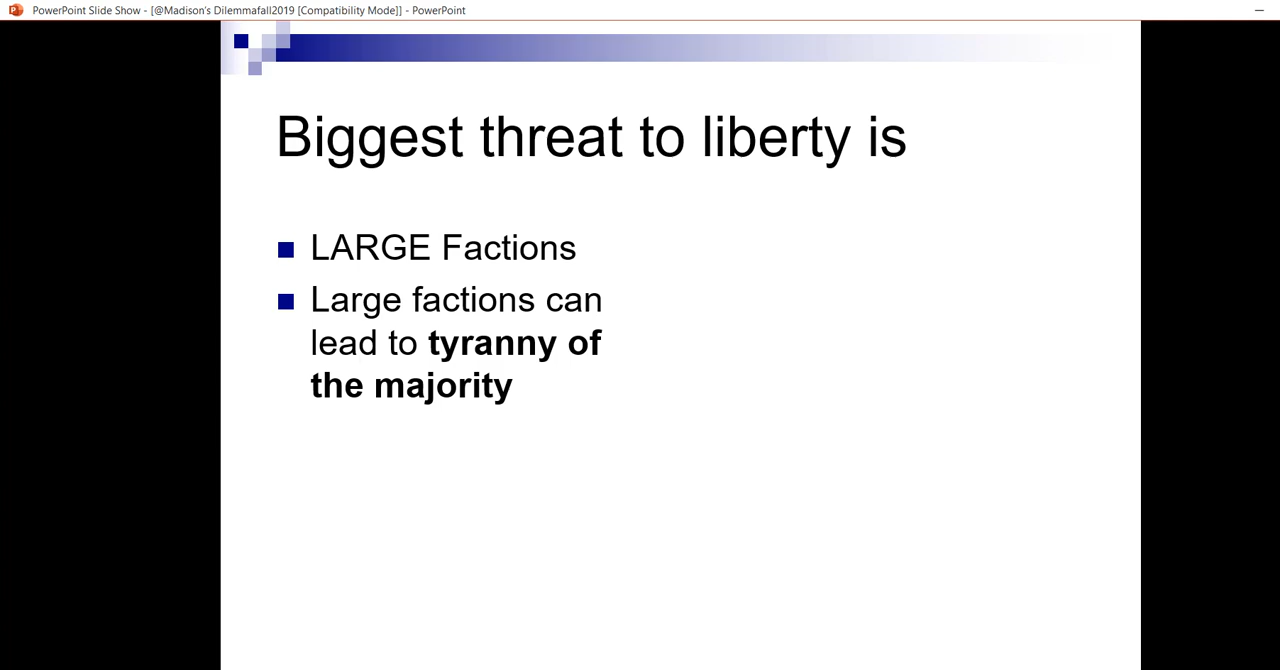 PowerPoint Slide Show - [@Madison's Dilemmafall2019 [Compatibility Mode]] - PowerPoint
Biggest threat to liberty is
LARGE Factions
Large factions can
lead to tyranny of
the majority